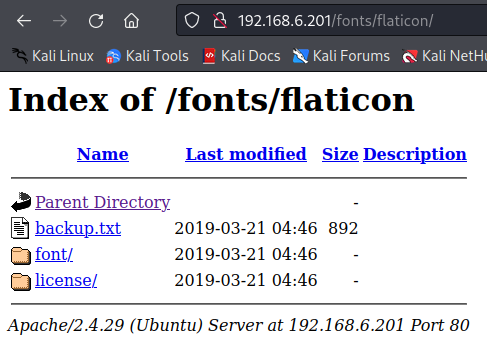 192.168.6.201/fonts/flaticon/
Kali Linux Kali Tools Kali Docs Kali Forums Kali NetHu
Index of /fonts/flaticon
Name Last modified Size Description
Parent Directory -
backup.txt 2019-03-21 04:46 892
font/ 2019-03-21 04:46 -
license/ 2019-03-21 04:46 -
Apache/2.4.29 (Ubuntu) Server at 192.168.6.201 Port 80